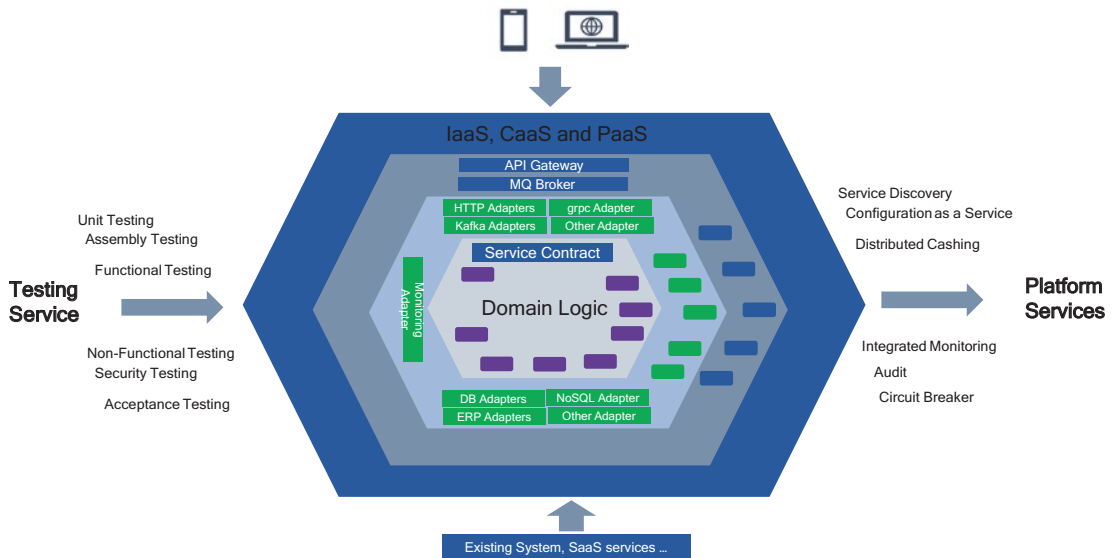 IaaS, CaaS and PaaS
API Gateway
MQ Broker
HTTP Adapters
grpc Adapter
Kafka Adapters
Other Adapter
Service Contract
Domain Logic
Monitoring
Adapter
DB Adapters
NoSQL Adapter
ERP Adapters
Other Adapter
Existing System, SaaS services ...
Unit Testing
Assembly Testing
Functional Testing
Testing
Service
Non-Functional Testing
Security Testing
Acceptance Testing
Service Discovery
Configuration as a Service
Distributed Cashing
Platform
Services
Integrated Monitoring
Audit
Circuit Breaker